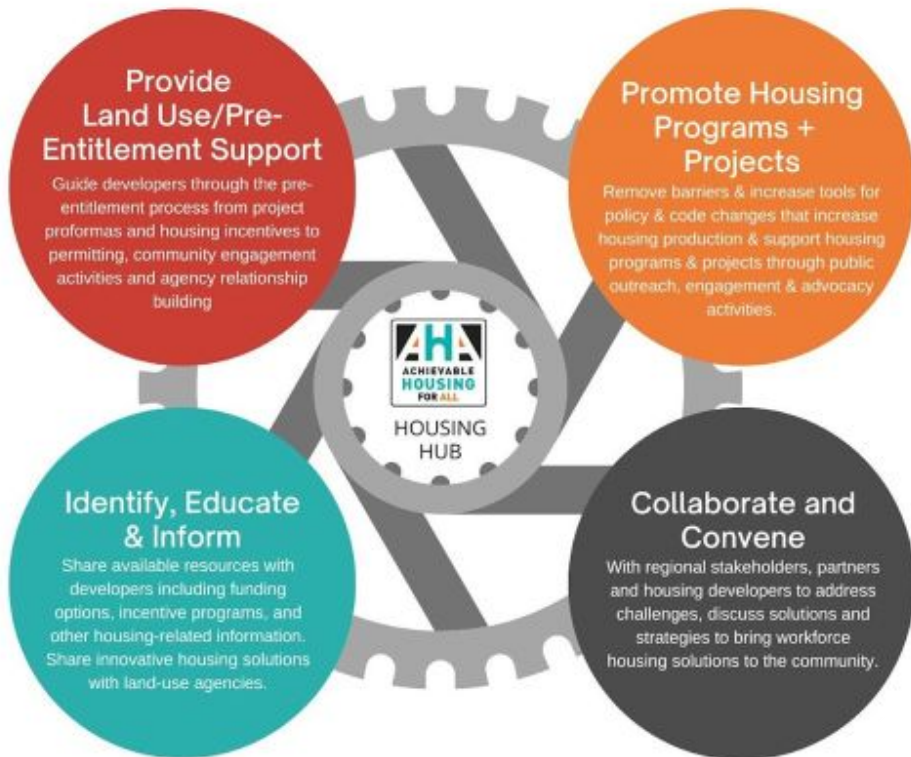 Provide
Land Use/Pre-
Entitlement Support
Guide developers through the pre-
entitlement process from project
proformas and housing incentives to
permitting, community engagement
activities and agency relationship
building
Promote Housing
Programs +
Projects
Remove barriers & increase tools for
policy & code changes that increase
housing production & support housing
programs & projects through public
outreach, engagement & advocacy
activities.
AHA
ACHIEVABLE
HOUSING
FOR ALL
HOUSING
HUB
Identify, Educate
& Inform
Share available resources with
developers including funding
options, incentive programs, and
other housing-related information.
Share innovative housing solutions
with land-use agencies.
Collaborate and
Convene
With regional stakeholders, partners
and housing developers to address
challenges, discuss solutions and
strategies to bring workforce
housing solutions to the community.